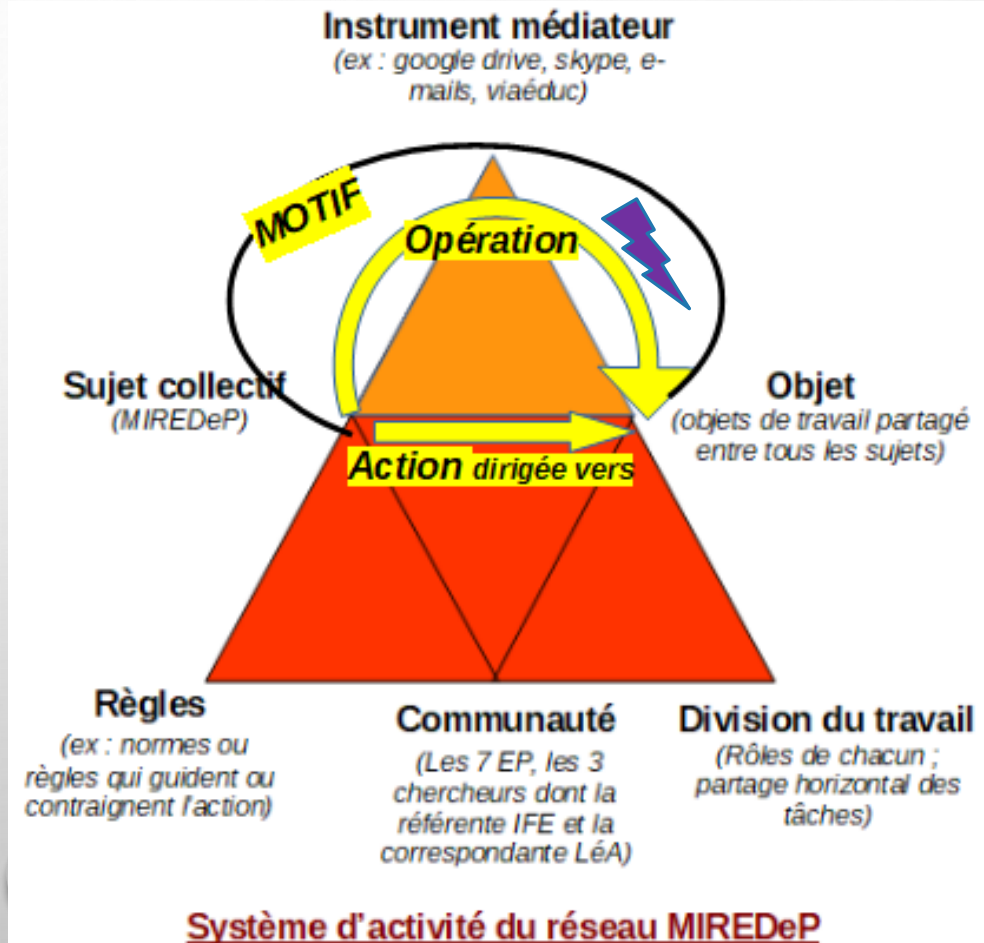 Instrument médiateur
(ex : google drive, skype, e-
mails, viaéduc)
MOTIF
Opération
Sujet collectif
(MIREDeP)
Objet
(objets de travail partagé
entre tous les sujets)
Action dirigée vers
Règles
(ex : normes ou
règles qui guident ou
contraignent l'action)
Communauté
(Les 7 EP, les 3
chercheurs dont la
référente IFE et la
correspondante LéA)
Division du travail
(Rôles de chacun ;
partage horizontal des
tâches)
Système d'activité du réseau MIREDeP